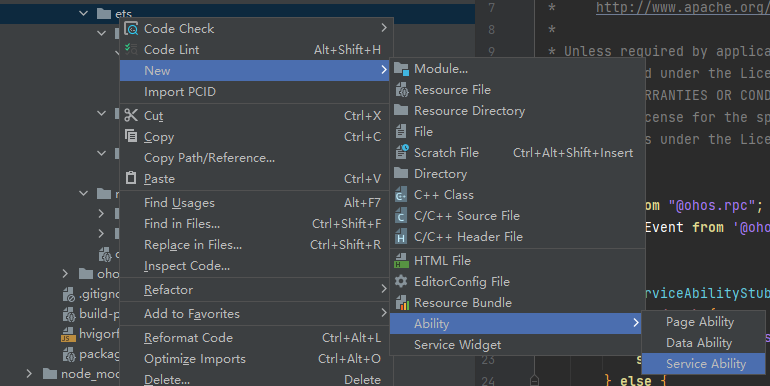 ets
7 * http://www.apache.org/
8 *
9 * Unless required by applica
Code Check
Code Lint Alt+Shift+H
New
Import PCID
Cut Ctrl+X
Copy Ctrl+C
Copy Path/Reference...
Paste Ctrl+V
Find Usages Alt+F7
Find in Files... Ctrl+Shift+F
Replace in Files... Ctrl+Shift+R
Inspect Code...
Refactor
Add to Favorites
Reformat Code Ctrl+Alt+L
Optimize Imports Ctrl+Alt+O
Delete... Delete
Module...
Resource File
Resource Directory
File
Scratch File Ctrl+Alt+Shift+Insert
Directory
C++ Class
C/C++ Source File
C/C++ Header File
HTML File
EditorConfig File
Resource Bundle
Ability
Service Widget
Page Ability
Data Ability
Service Ability
d under the Lice
RRANTIES OR COND
icense for the sp
s under the Lice
om "@ohos.rpc";
Event from '@oho
rviceAbilityStub
23 s
24 } else {
oho
.gitigno
build-p
hvigorf
packag
node_mod